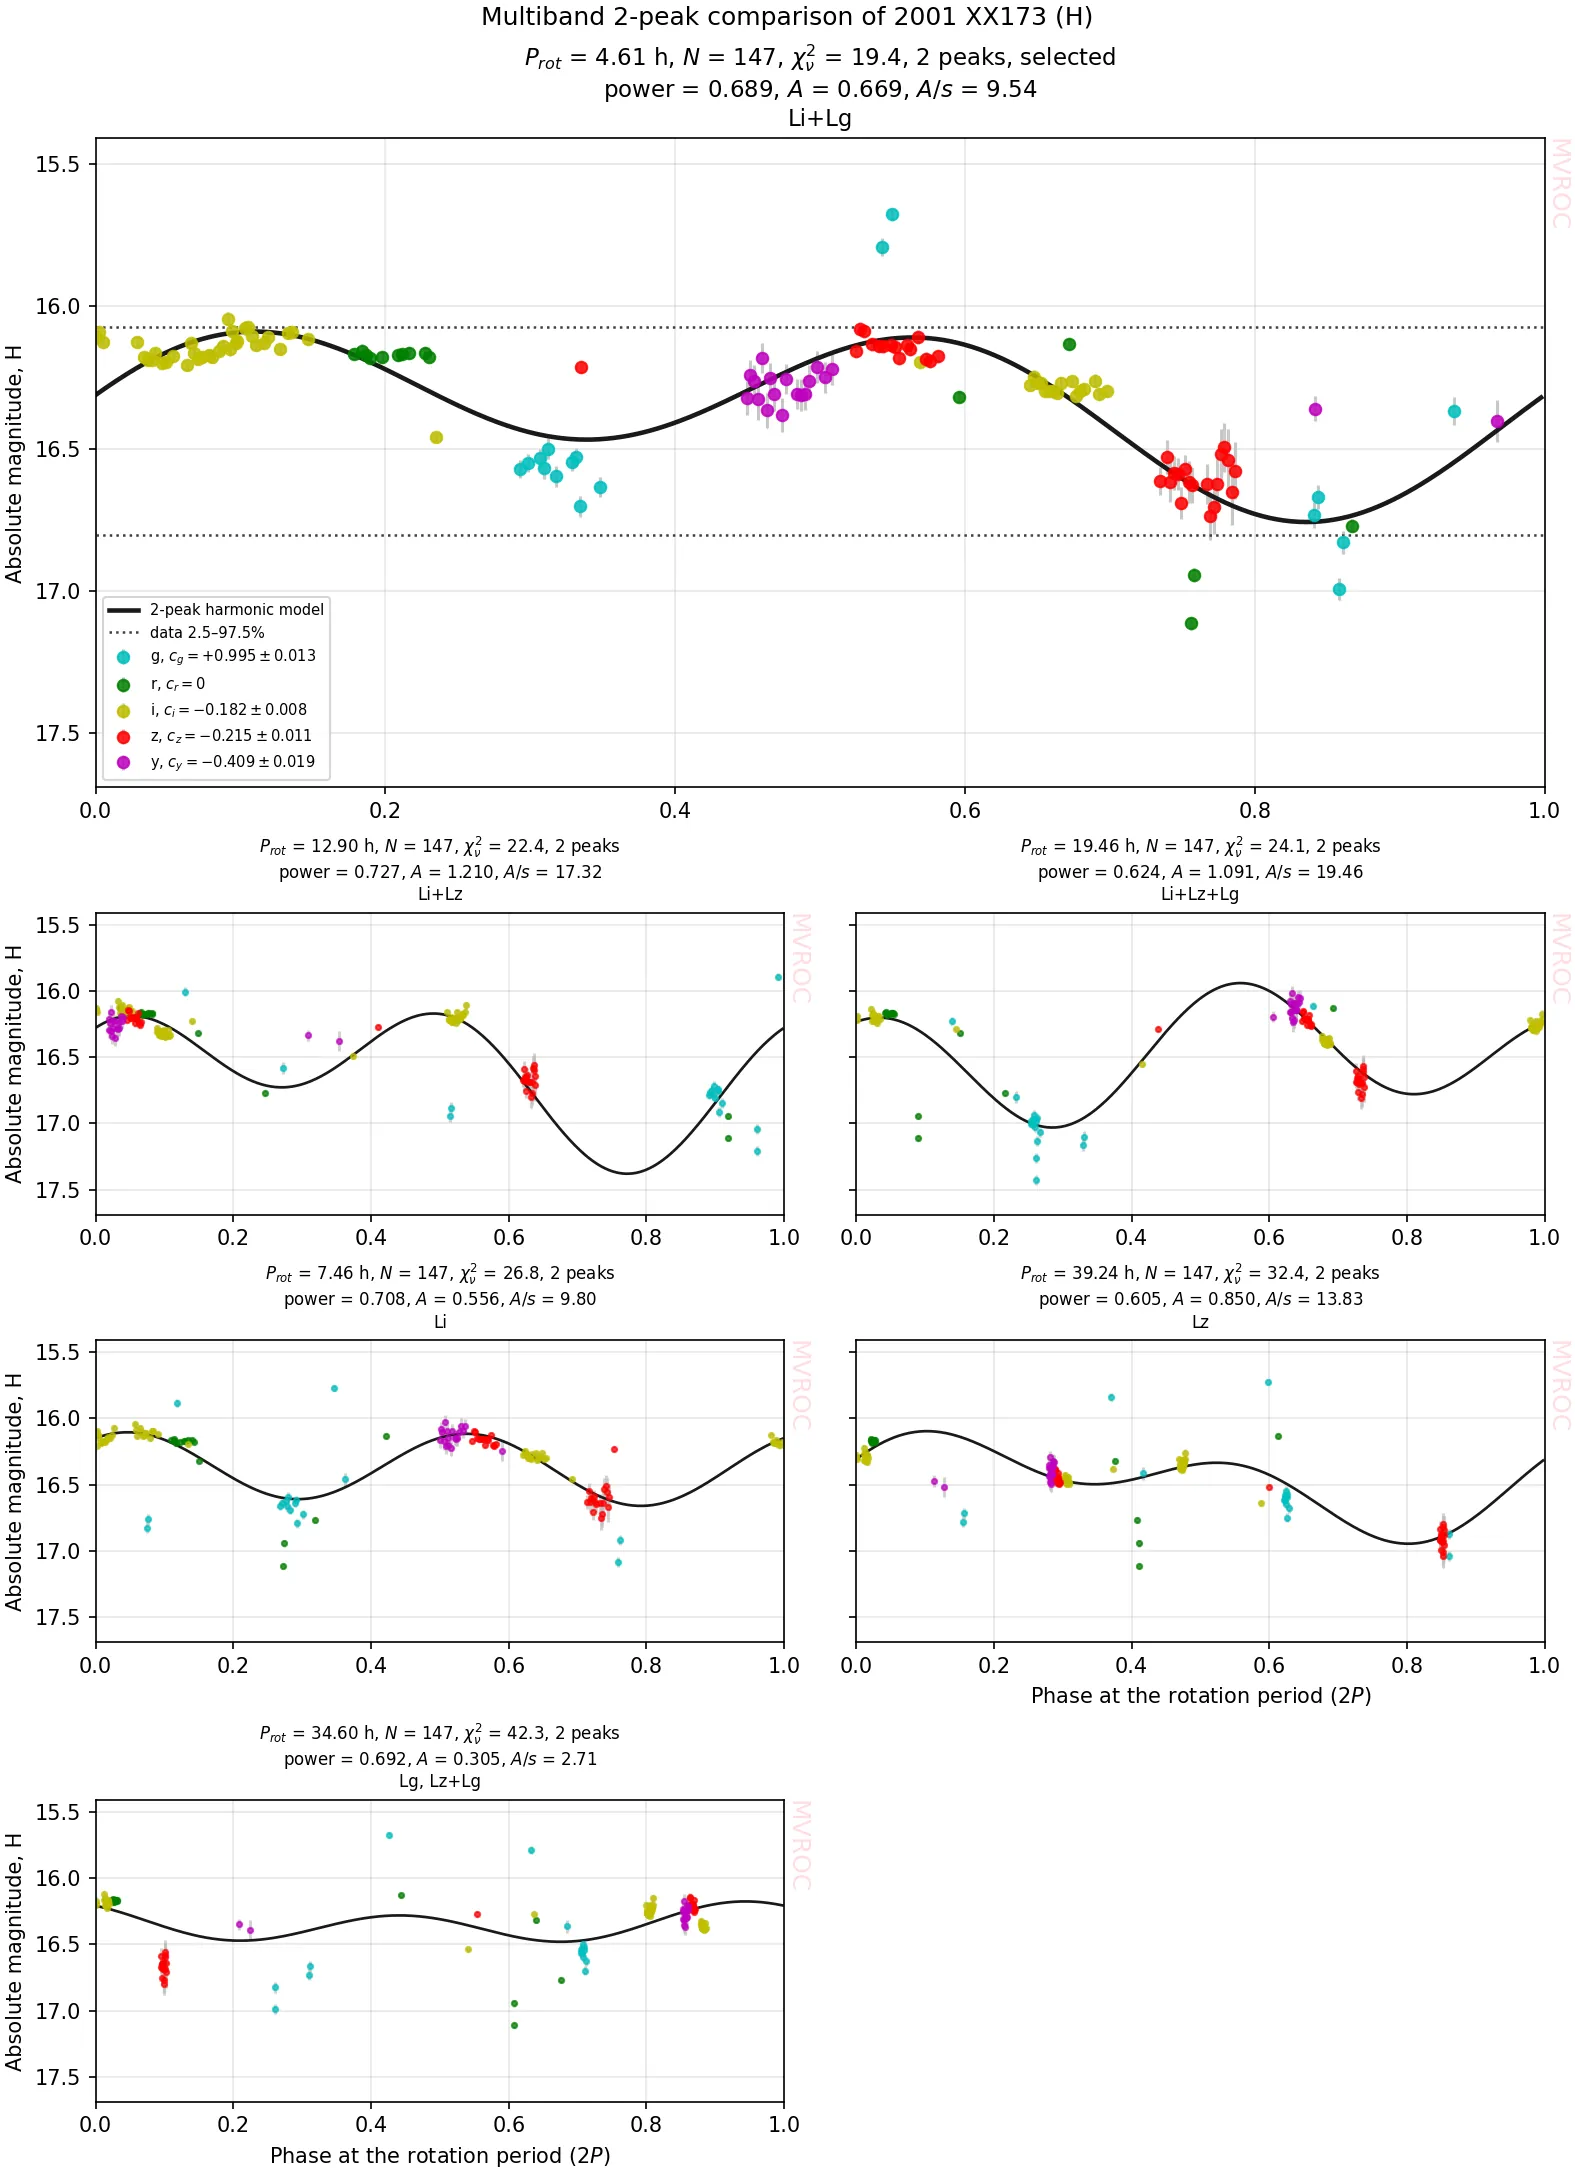 Multiband 2-peak comparison of 2001 XX173 (H)
P_rot = 4.61 h, N = 147, χ²_ν = 19.4, 2 peaks, selected
power = 0.689, A = 0.669, A/s = 9.54
Li+Lg
MVROC
Absolute magnitude, H
15.5
16.0
16.5
17.0
17.5
2-peak harmonic model
data 2.5–97.5%
g, c_g = +0.995 ± 0.013
r, c_r = 0
i, c_i = −0.182 ± 0.008
z, c_z = −0.215 ± 0.011
y, c_y = −0.409 ± 0.019
0.0 0.2 0.4 0.6 0.8 1.0
P_rot = 12.90 h, N = 147, χ²_ν = 22.4, 2 peaks
power = 0.727, A = 1.210, A/s = 17.32
Li+Lz
MVROC
Absolute magnitude, H
15.5
16.0
16.5
17.0
17.5
0.0 0.2 0.4 0.6 0.8 1.0
P_rot = 19.46 h, N = 147, χ²_ν = 24.1, 2 peaks
power = 0.624, A = 1.091, A/s = 19.46
Li+Lz+Lg
MVROC
0.0 0.2 0.4 0.6 0.8 1.0
P_rot = 7.46 h, N = 147, χ²_ν = 26.8, 2 peaks
power = 0.708, A = 0.556, A/s = 9.80
Li
MVROC
Absolute magnitude, H
15.5
16.0
16.5
17.0
17.5
0.0 0.2 0.4 0.6 0.8 1.0
P_rot = 39.24 h, N = 147, χ²_ν = 32.4, 2 peaks
power = 0.605, A = 0.850, A/s = 13.83
Lz
MVROC
0.0 0.2 0.4 0.6 0.8 1.0
Phase at the rotation period (2P)
P_rot = 34.60 h, N = 147, χ²_ν = 42.3, 2 peaks
power = 0.692, A = 0.305, A/s = 2.71
Lg, Lz+Lg
MVROC
Absolute magnitude, H
15.5
16.0
16.5
17.0
17.5
0.0 0.2 0.4 0.6 0.8 1.0
Phase at the rotation period (2P)